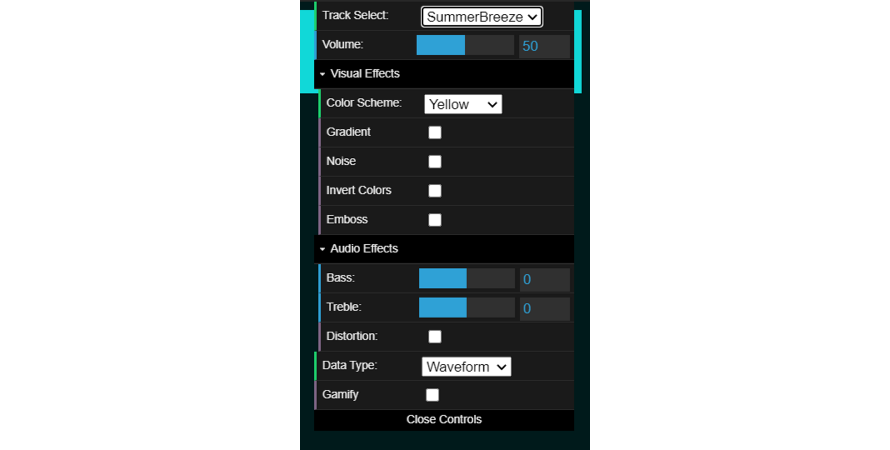 Track Select: SummerBreeze
Volume: 50
Visual Effects
Color Scheme: Yellow
Gradient
Noise
Invert Colors
Emboss
Audio Effects
Bass: 0
Treble: 0
Distortion:
Data Type: Waveform
Gamify
Close Controls